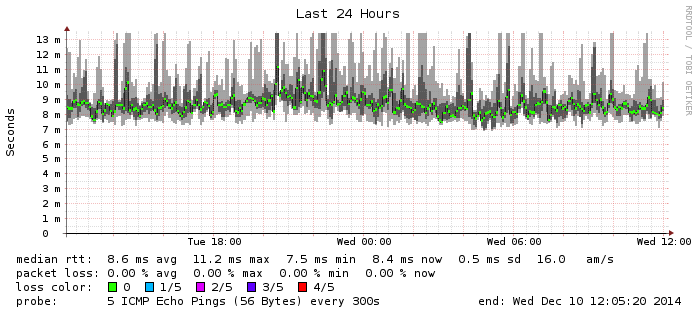 Last 24 Hours
RRDTOOL / TOBI OETIKER
Seconds
13 m
12 m
11 m
10 m
9 m
8 m
7 m
6 m
5 m
4 m
3 m
2 m
1 m
0
Tue 18:00 Wed 00:00 Wed 06:00 Wed 12:00
median rtt: 8.6 ms avg 11.2 ms max 7.5 ms min 8.4 ms now 0.5 ms sd 16.0 am/s
packet loss: 0.00 % avg 0.00 % max 0.00 % min 0.00 % now
loss color: 0 1/5 2/5 3/5 4/5
probe: 5 ICMP Echo Pings (56 Bytes) every 300s end: Wed Dec 10 12:05:20 2014